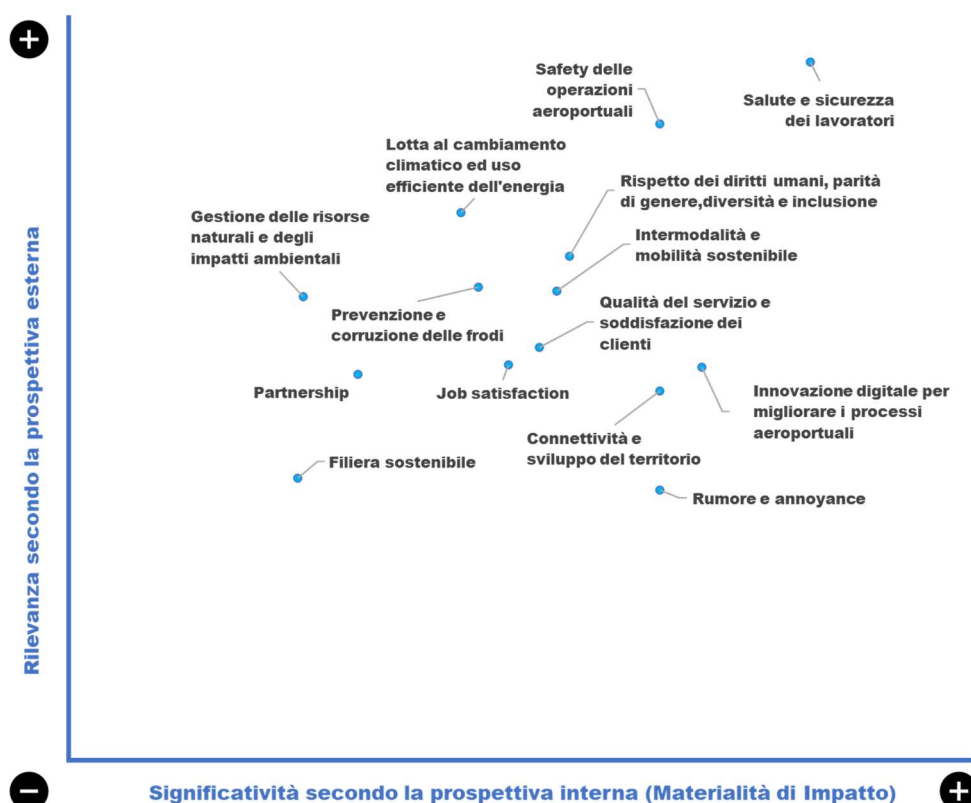 +
Safety delle
operazioni
aeroportuali
Salute e sicurezza
dei lavoratori
Lotta al cambiamento
climatico ed uso
efficiente dell'energia
Rispetto dei diritti umani, parità
di genere,diversità e inclusione
Gestione delle risorse
naturali e degli
impatti ambientali
Intermodalità e
mobilità sostenibile
Prevenzione e
corruzione delle frodi
Qualità del servizio e
soddisfazione dei
clienti
Partnership
Job satisfaction
Innovazione digitale per
migliorare i processi
aeroportuali
Connettività e
sviluppo del territorio
Filiera sostenibile
Rumore e annoyance
Rilevanza secondo la prospettiva esterna
−
Significatività secondo la prospettiva interna (Materialità di Impatto)
+